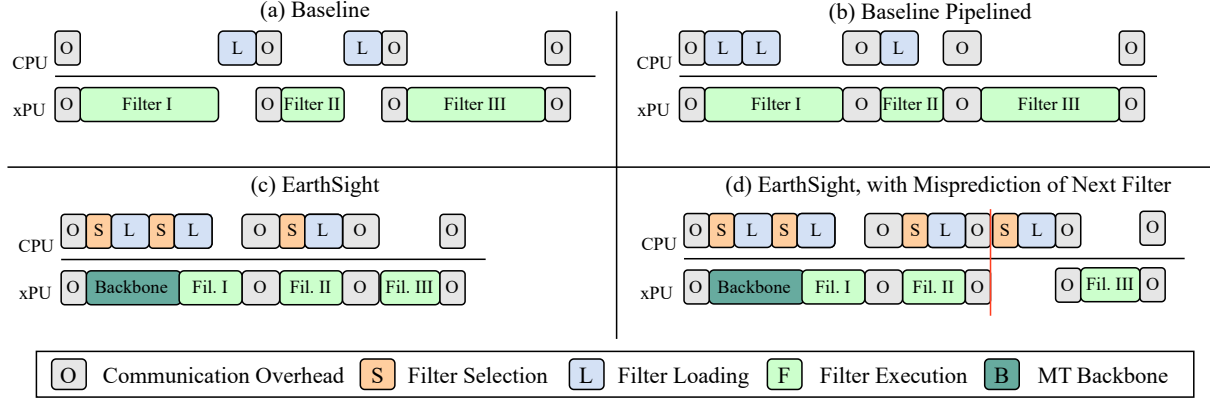 (a) Baseline
CPU O L O L O O
xPU O Filter I O Filter II O Filter III O
(b) Baseline Pipelined
CPU O L L O L O O
xPU O Filter I O Filter II O Filter III O
(c) EarthSight
CPU O S L S L O S L O O
xPU O Backbone Fil. I O Fil. II O Fil. III O
(d) EarthSight, with Misprediction of Next Filter
CPU O S L S L O S L O S L O O
xPU O Backbone Fil. I O Fil. II O O Fil. III O
O Communication Overhead S Filter Selection L Filter Loading F Filter Execution B MT Backbone